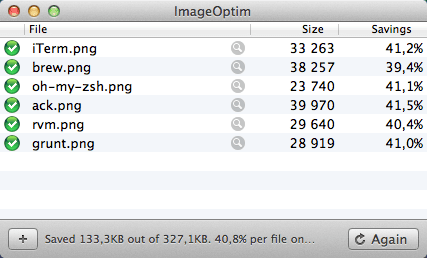 ImageOptim
File Size Savings
iTerm.png 33 263 41,2%
brew.png 38 257 39,4%
oh-my-zsh.png 23 740 41,1%
ack.png 39 970 41,5%
rvm.png 29 640 40,4%
grunt.png 28 919 41,0%
+ Saved 133,3KB out of 327,1KB. 40,8% per file on... Again